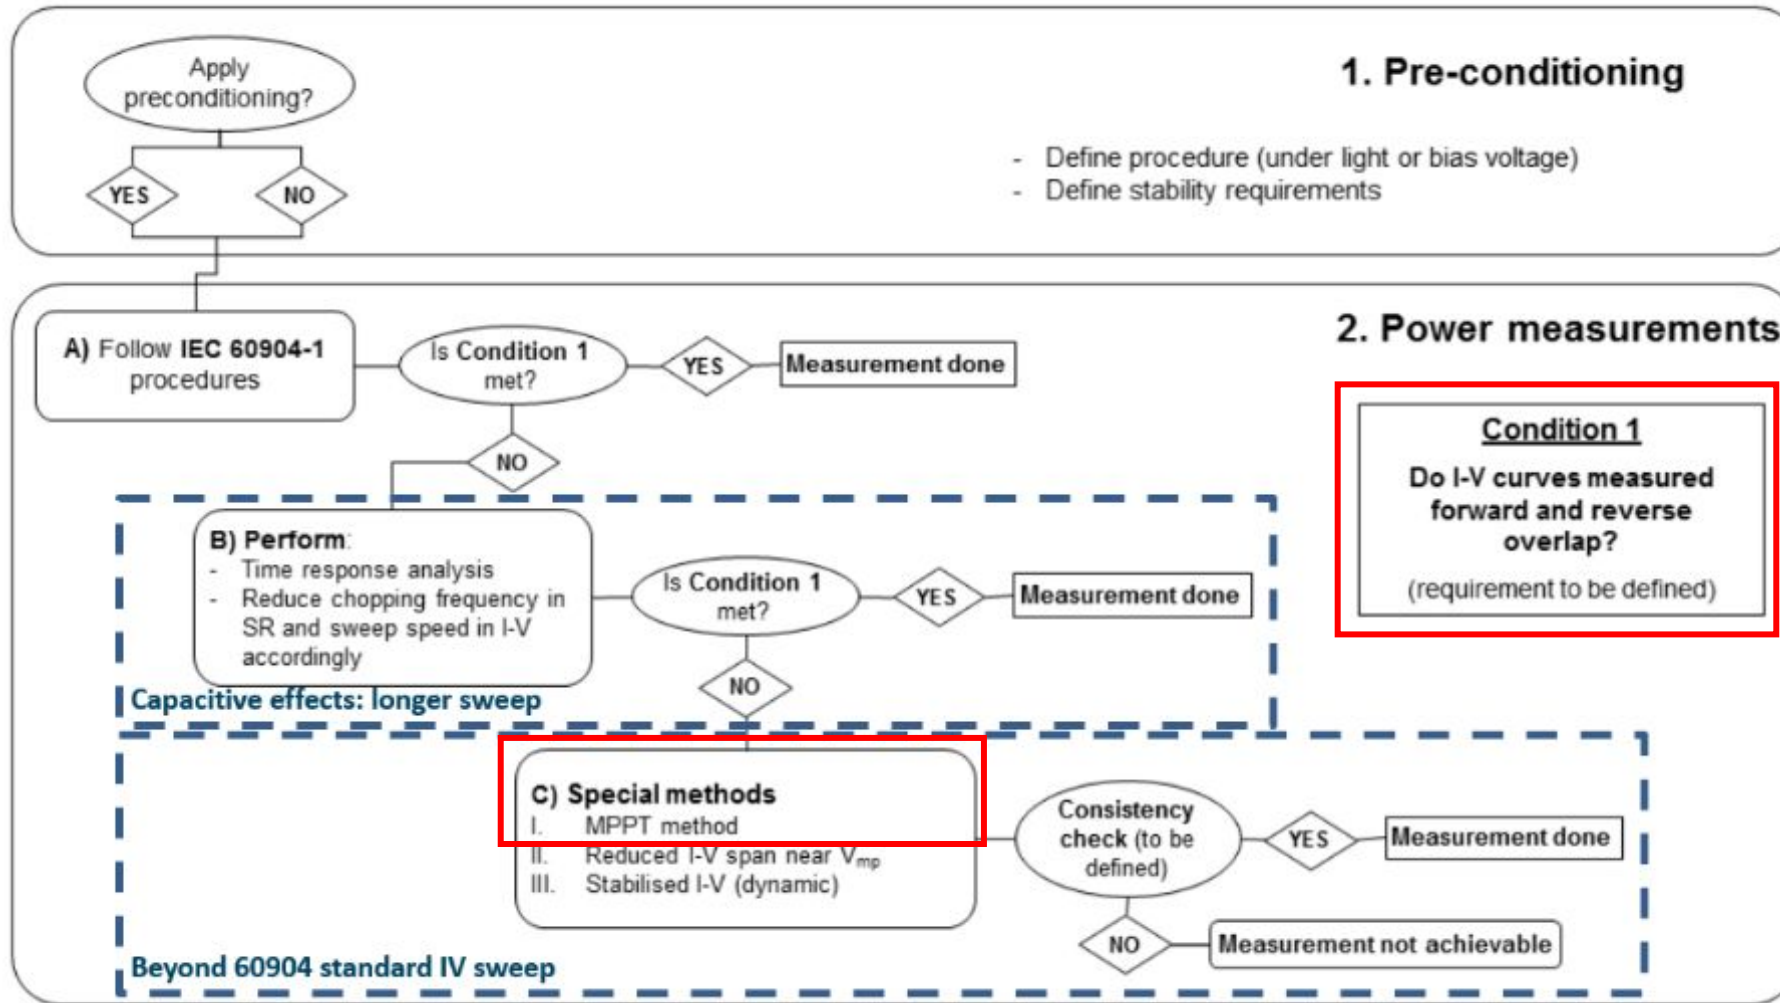 Apply
preconditioning?
YES
NO
1. Pre-conditioning
- Define procedure (under light or bias voltage)
- Define stability requirements
2. Power measurements
A) Follow IEC 60904-1
procedures
Is Condition 1
met?
YES
Measurement done
NO
Condition 1
Do I-V curves measured
forward and reverse
overlap?
(requirement to be defined)
B) Perform:
- Time response analysis
- Reduce chopping frequency in
SR and sweep speed in I-V
accordingly
Is Condition 1
met?
YES
Measurement done
NO
Capacitive effects: longer sweep
C) Special methods
I. MPPT method
II. Reduced I-V span near Vmp
III. Stabilised I-V (dynamic)
Consistency
check (to be
defined)
YES
Measurement done
NO
Measurement not achievable
Beyond 60904 standard IV sweep